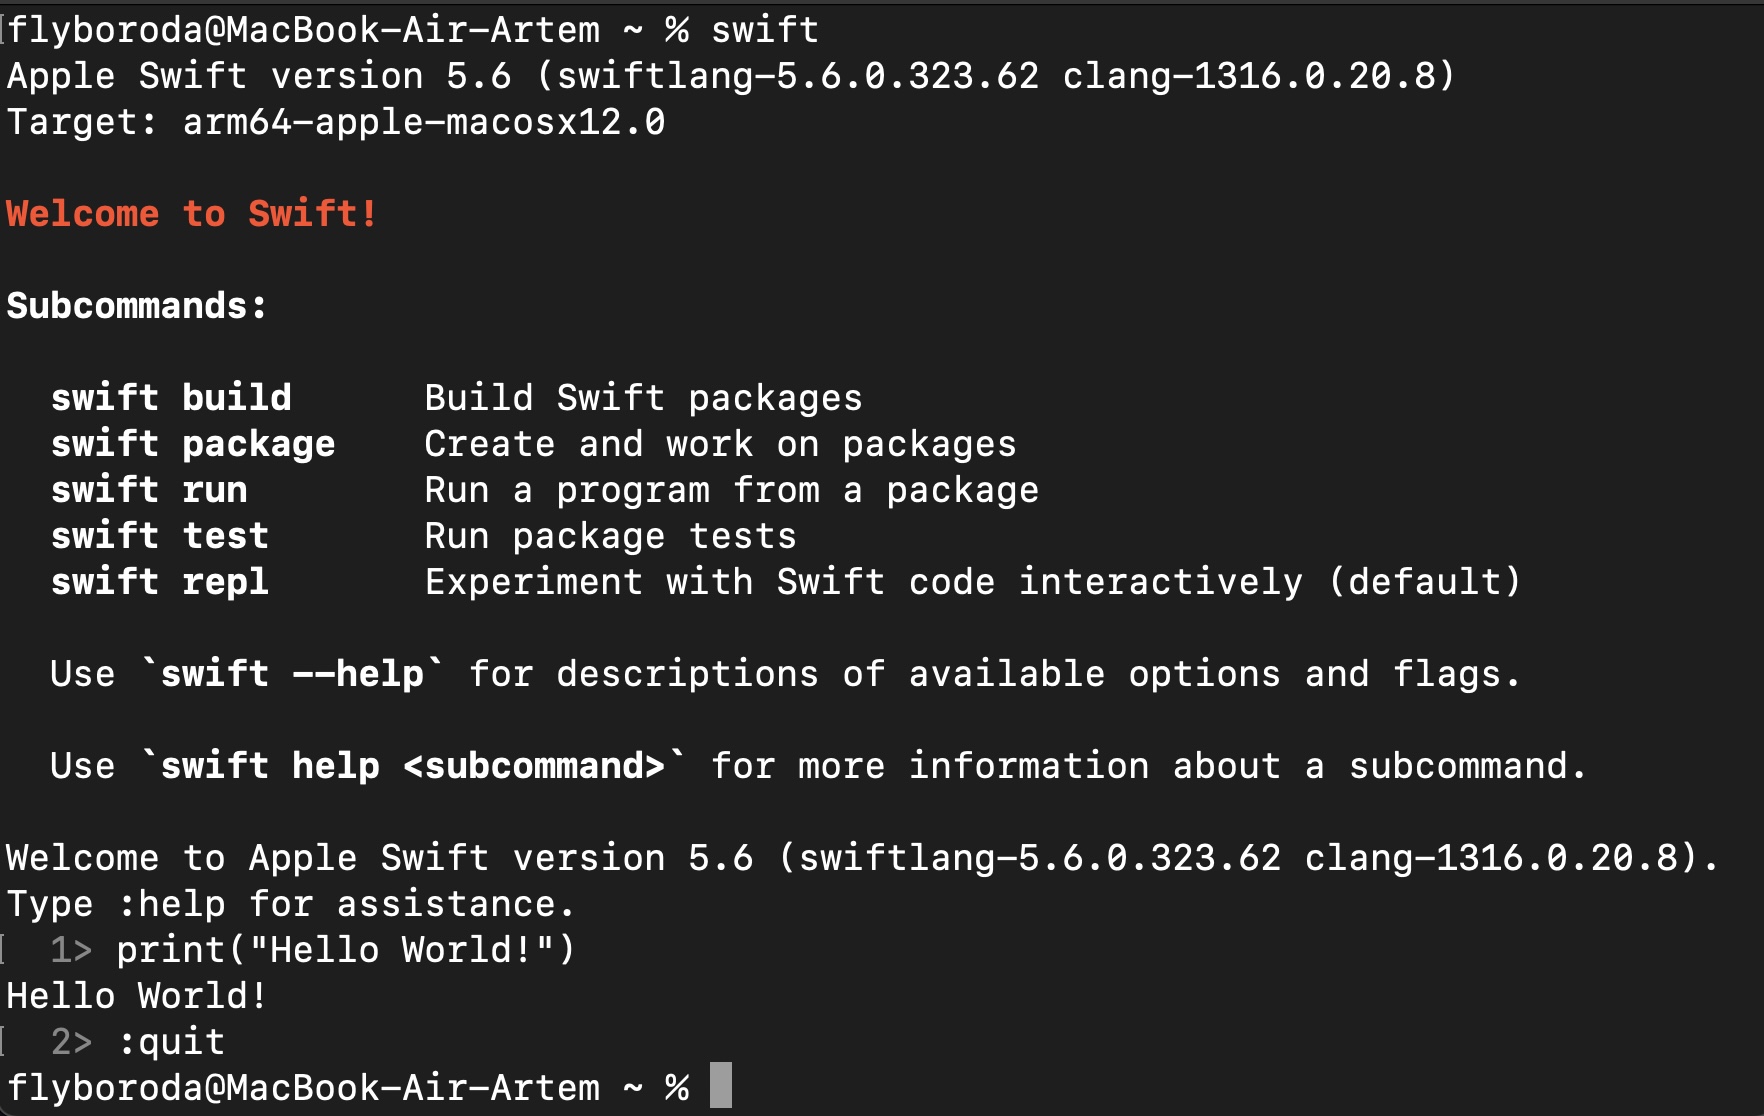 flyboroda@MacBook-Air-Artem ~ % swift
Apple Swift version 5.6 (swiftlang-5.6.0.323.62 clang-1316.0.20.8)
Target: arm64-apple-macosx12.0
Welcome to Swift!
Subcommands:
swift build      Build Swift packages
swift package    Create and work on packages
swift run        Run a program from a package
swift test       Run package tests
swift repl       Experiment with Swift code interactively (default)
Use `swift --help` for descriptions of available options and flags.
Use `swift help <subcommand>` for more information about a subcommand.
Welcome to Apple Swift version 5.6 (swiftlang-5.6.0.323.62 clang-1316.0.20.8).
Type :help for assistance.
1> print("Hello World!")
Hello World!
2> :quit
flyboroda@MacBook-Air-Artem ~ %